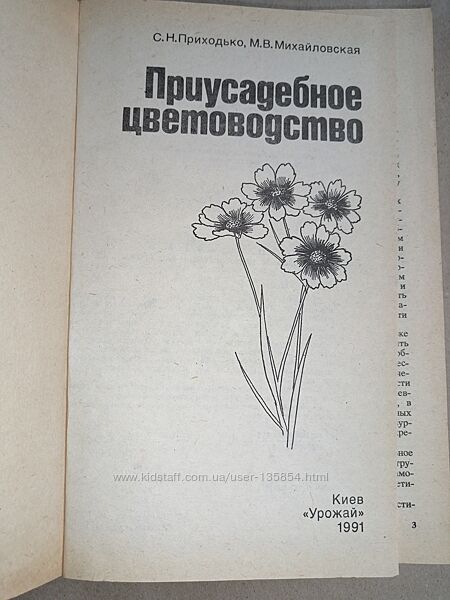 С.Н.Приходько, М.В.Михайловская
Приусадебное
цветоводство
www.kidstaff.com.ua/user-135854.html
Киев
«Урожай»
1991
3